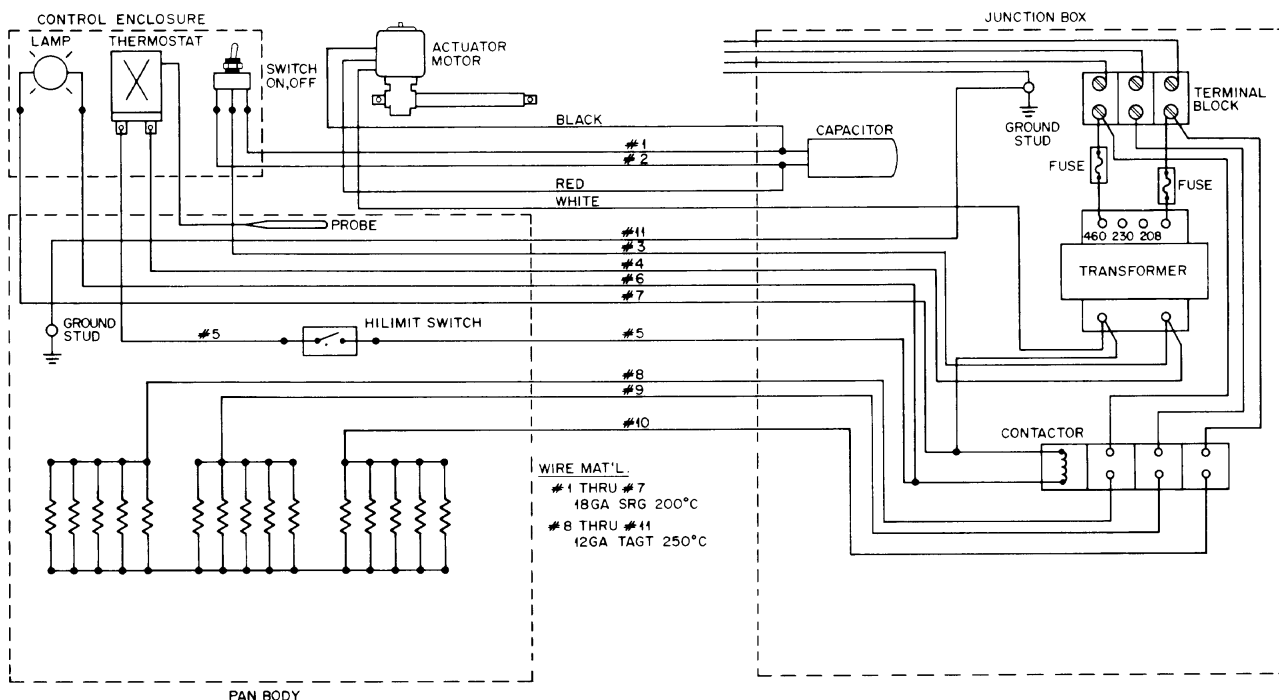 CONTROL ENCLOSURE
JUNCTION BOX
LAMP
THERMOSTAT
SWITCH
ON,OFF
ACTUATOR
MOTOR
TERMINAL
BLOCK
GROUND
STUD
BLACK
CAPACITOR
#1
#2
FUSE
FUSE
RED
WHITE
PROBE
#11
#3
#4
#6
#7
460 230 208
TRANSFORMER
GROUND
STUD
#5
HILIMIT SWITCH
#5
#8
#9
#10
CONTACTOR
WIRE MAT'L.
#1 THRU #7
18GA SRG 200°C
#8 THRU #11
12GA TAGT 250°C
PAN BODY